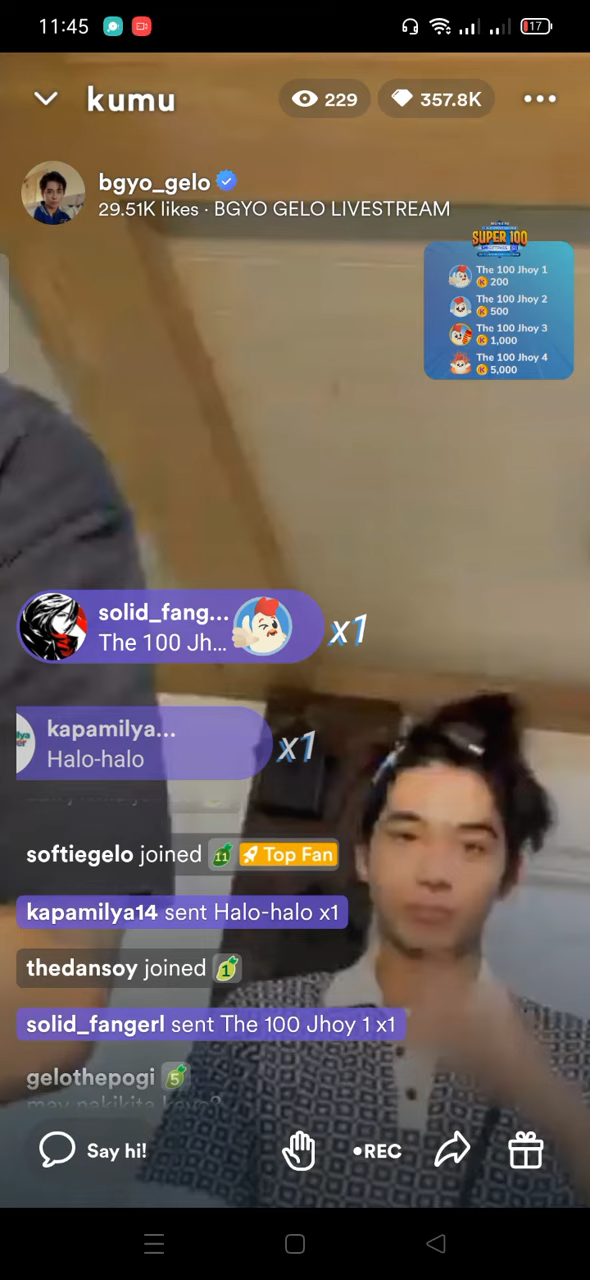 11:45
17
kumu
229
357.8K
bgyo_gelo
29.51K likes · BGYO GELO LIVESTREAM
SUPER 100
The 100 Jhoy 1
200
The 100 Jhoy 2
500
The 100 Jhoy 3
1,000
The 100 Jhoy 4
5,000
solid_fang...
The 100 Jh...
x1
kapamilya...
Halo-halo
x1
softiegelo joined 11 Top Fan
kapamilya14 sent Halo-halo x1
thedansoy joined 1
solid_fangerl sent The 100 Jhoy 1 x1
gelothepogi 5
may nakikita kayo?
Say hi!
•REC